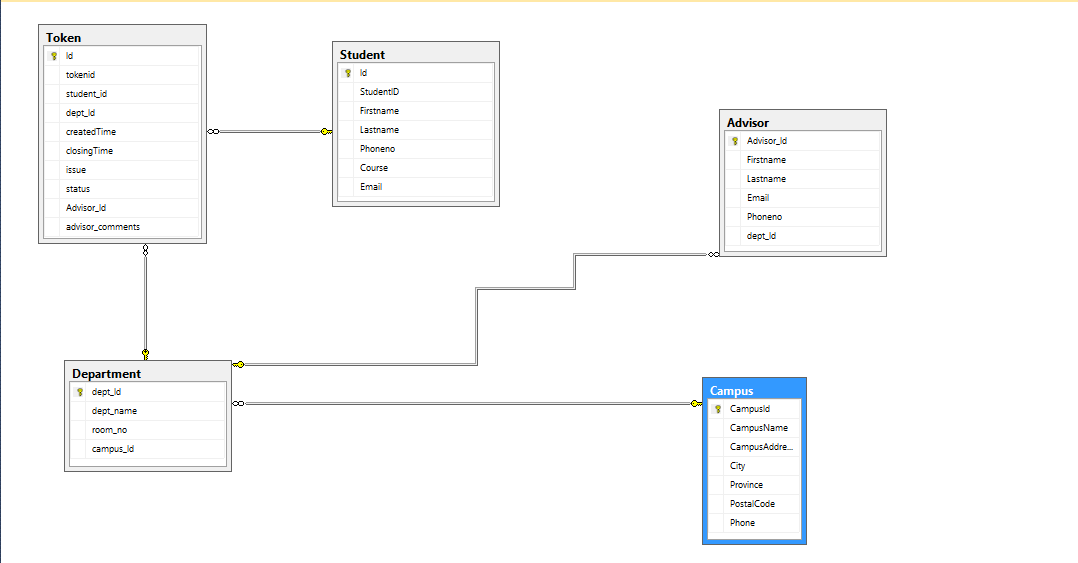 Token
Id
tokenid
student_id
dept_Id
createdTime
closingTime
issue
status
Advisor_Id
advisor_comments
Student
Id
StudentID
Firstname
Lastname
Phoneno
Course
Email
Advisor
Advisor_Id
Firstname
Lastname
Email
Phoneno
dept_Id
Department
dept_Id
dept_name
room_no
campus_Id
Campus
CampusId
CampusName
CampusAddre...
City
Province
PostalCode
Phone